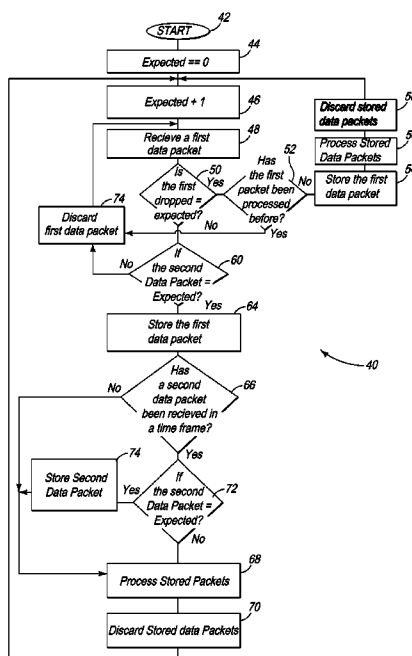 START
42
Expected == 0
44
Expected + 1
46
Recieve a first
data packet
48
Is
the first
dropped =
expected?
50
Yes
No
Has
the first
packet been
processed
before?
52
No
Yes
Discard stored
data packets
Process Stored
Data Packets
Store the first
data packet
74
Discard
first data packet
If
the second
Data Packet =
Expected?
60
No
Yes
Store the first
data packet
64
Has
a second
data packet
been recieved in
a time frame?
66
No
Yes
40
74
Store Second
Data Packet
Yes
If
the second
Data Packet =
Expected?
72
No
Process Stored Packets
68
Discard Stored data Packets
70